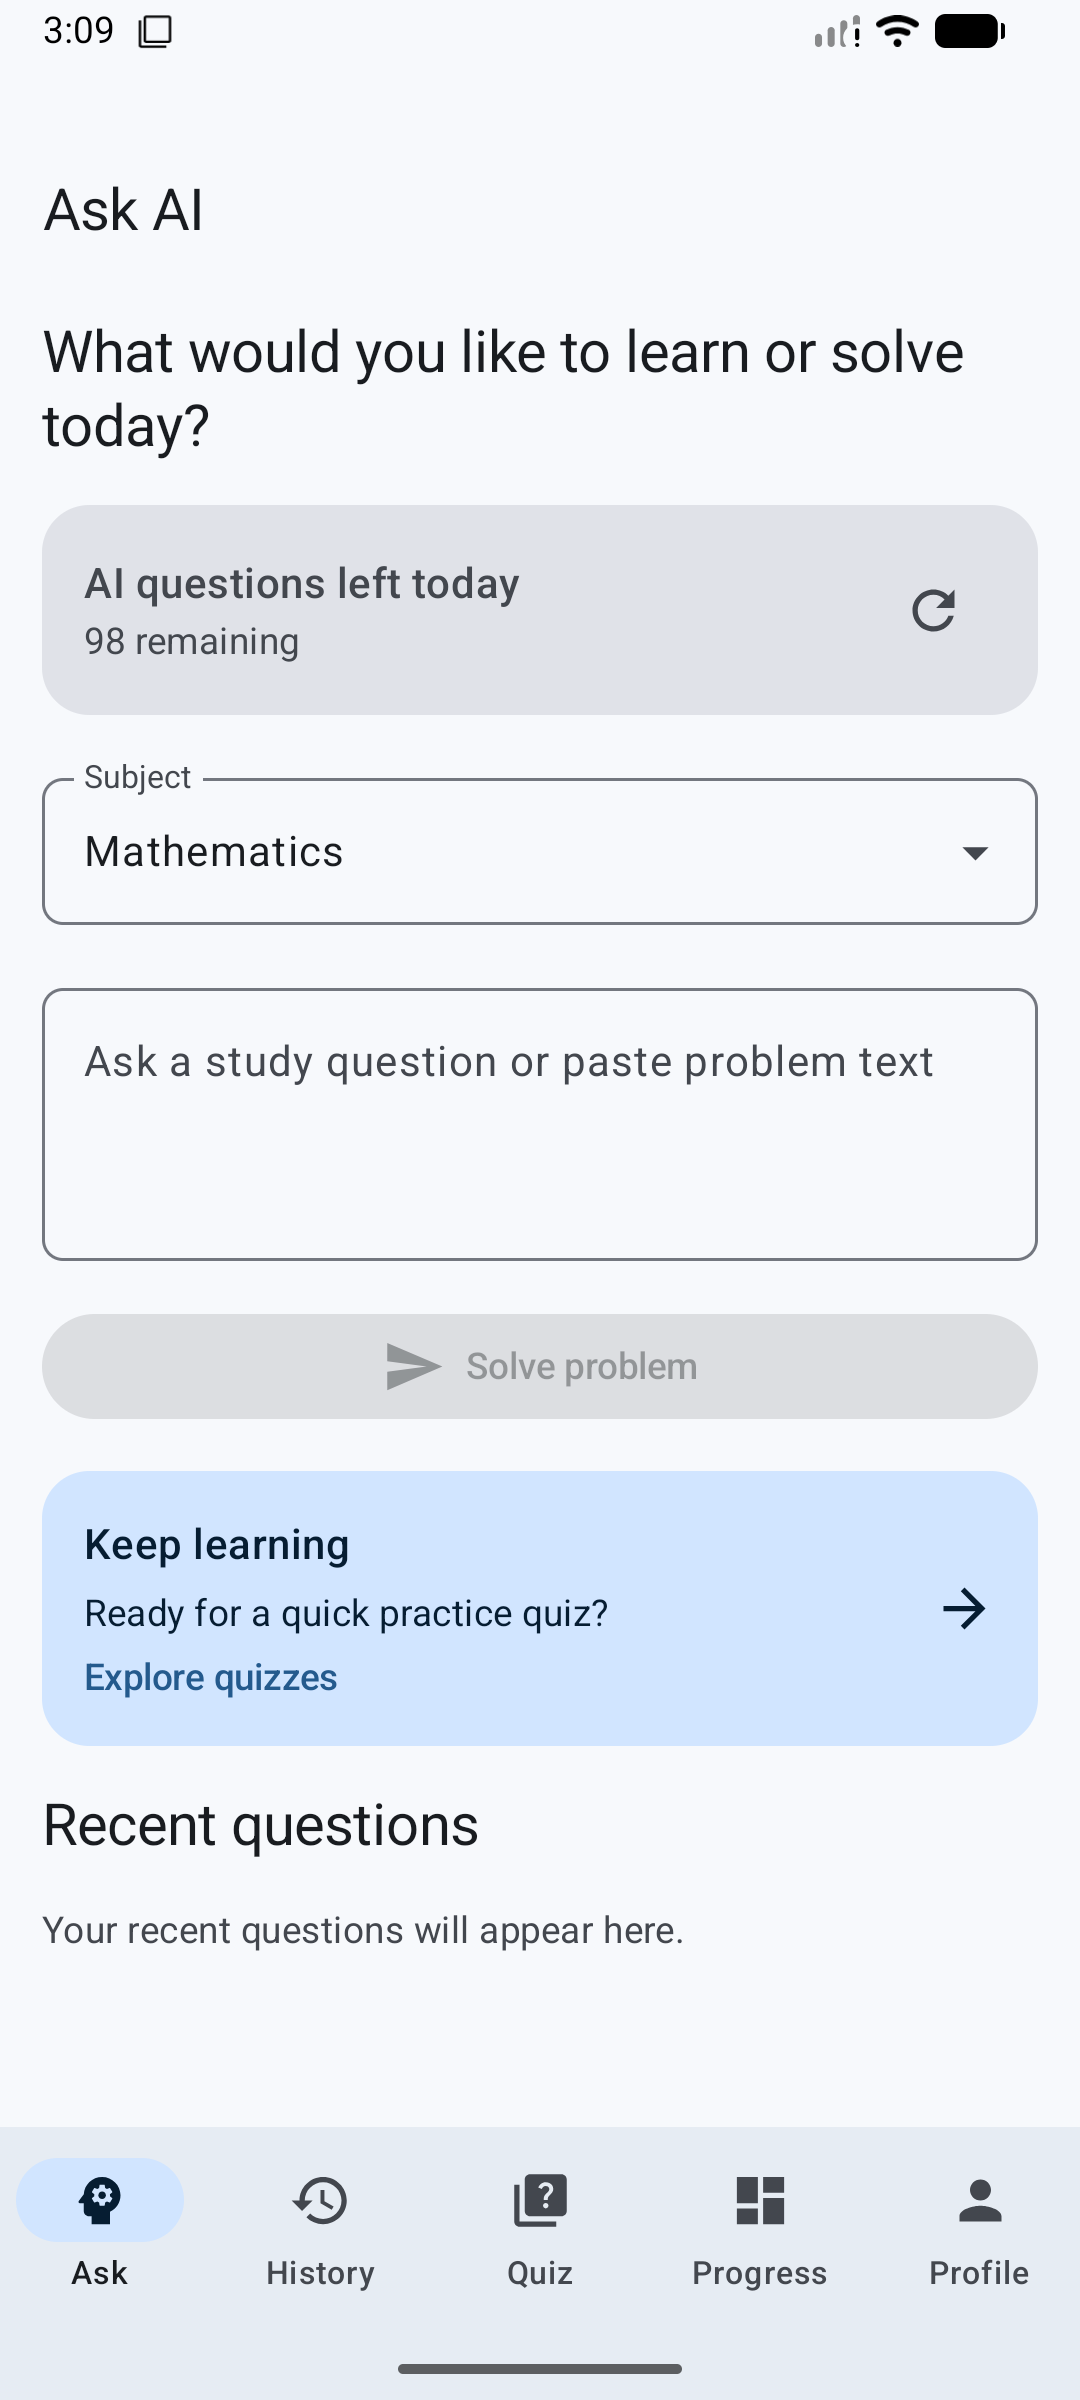 3:09
Ask AI
What would you like to learn or solve
today?
AI questions left today
98 remaining
Subject
Mathematics
Ask a study question or paste problem text
Solve problem
Keep learning
Ready for a quick practice quiz?
Explore quizzes
Recent questions
Your recent questions will appear here.
Ask
History
Quiz
Progress
Profile